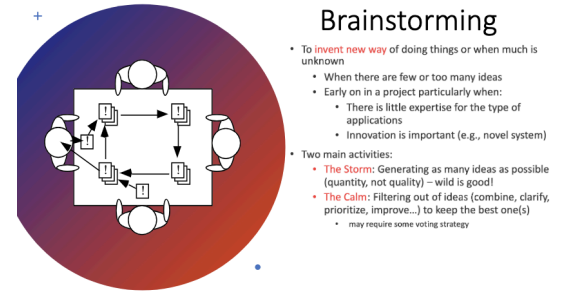 Brainstorming
• To invent new way of doing things or when much is
unknown
• When there are few or too many ideas
• Early on in a project particularly when:
• There is little expertise for the type of
applications
• Innovation is important (e.g., novel system)
• Two main activities:
• The Storm: Generating as many ideas as possible
(quantity, not quality) – wild is good!
• The Calm: Filtering out of ideas (combine, clarify,
prioritize, improve...) to keep the best one(s)
• may require some voting strategy
!
!
!
!
!
!